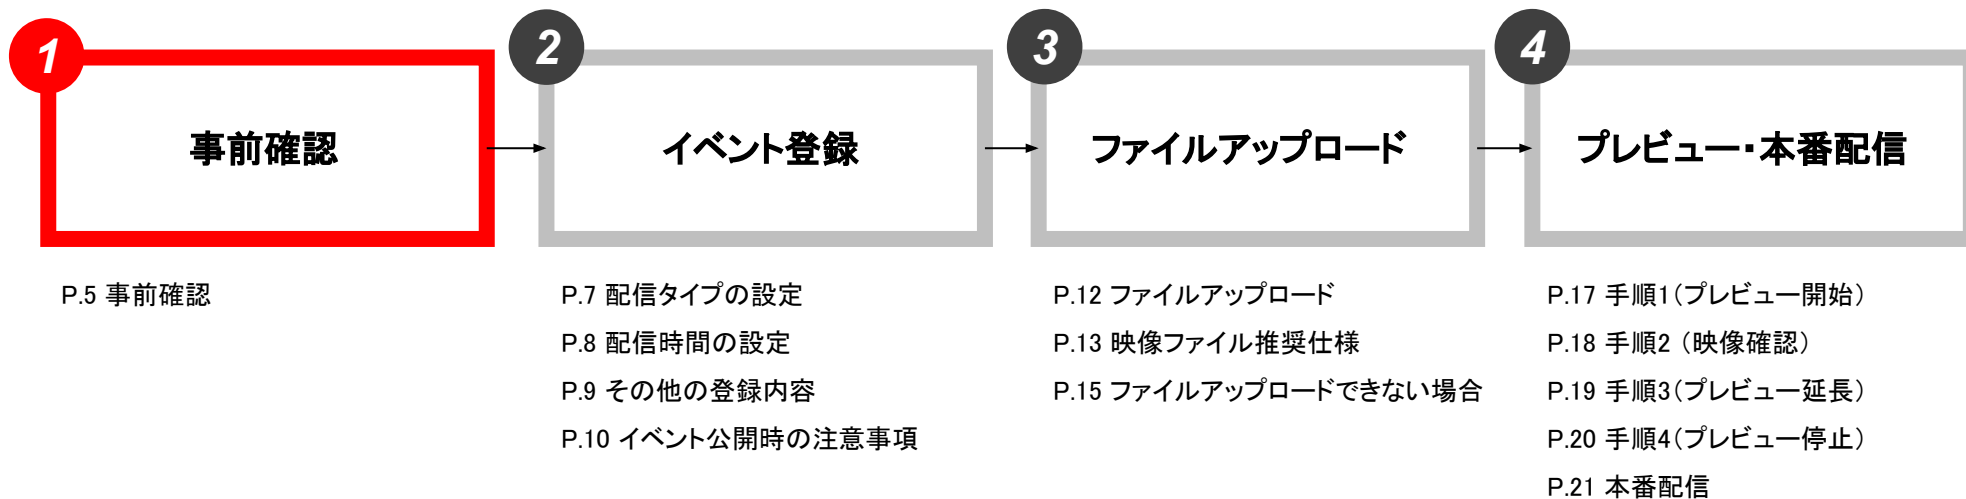 1
事前確認
P.5 事前確認
2
イベント登録
P.7 配信タイプの設定
P.8 配信時間の設定
P.9 その他の登録内容
P.10 イベント公開時の注意事項
3
ファイルアップロード
P.12 ファイルアップロード
P.13 映像ファイル推奨仕様
P.15 ファイルアップロードできない場合
4
プレビュー・本番配信
P.17 手順1(プレビュー開始)
P.18 手順2 (映像確認)
P.19 手順3(プレビュー延長)
P.20 手順4(プレビュー停止)
P.21 本番配信